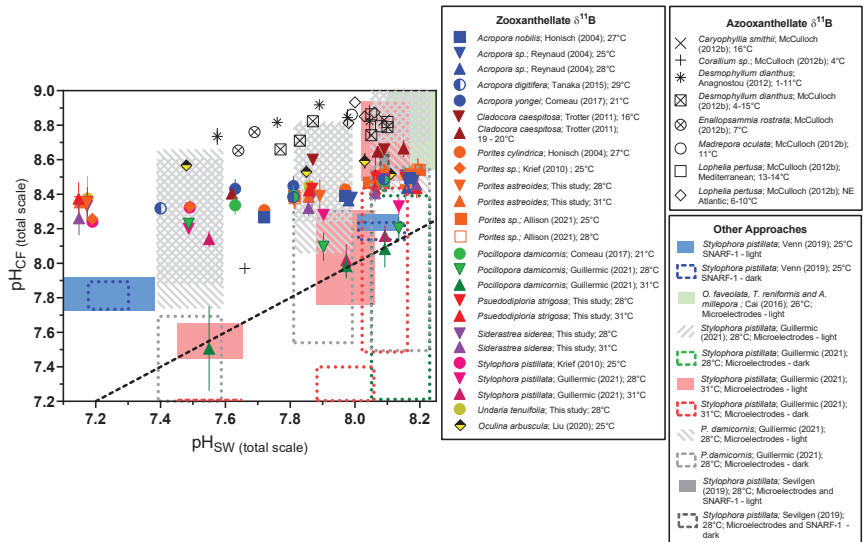 9.0
8.8
8.6
8.4
8.2
8.0
7.8
7.6
7.4
7.2
pHCF (total scale)
7.2
7.4
7.6
7.8
8.0
8.2
pHSW (total scale)
Zooxanthellate δ11B
Acropora nobilis; Honisch (2004); 27°C
Acropora sp.; Reynaud (2004); 25°C
Acropora sp.; Reynaud (2004); 28°C
Acropora digitifera; Tanaka (2015); 29°C
Acropora yongei; Comeau (2017); 21°C
Cladocora caespitosa; Trotter (2011); 16°C
Cladocora caespitosa; Trotter (2011);
19 - 20°C
Porites cylindrica; Honisch (2004); 27°C
Porites sp.; Krief (2010) ; 25°C
Porites astreoides; This study; 28°C
Porites astreoides; This study; 31°C
Porites sp.; Allison (2021); 25°C
Porites sp.; Allison (2021); 28°C
Pocillopora damicornis; Comeau (2017); 21°C
Pocillopora damicornis; Guillermic (2021); 28°C
Pocillopora damicornis; Guillermic (2021); 31°C
Psuedodiploria strigosa; This study; 28°C
Psuedodiploria strigosa; This study; 31°C
Siderastrea siderea; This study; 28°C
Siderastrea siderea; This study; 31°C
Stylophora pistillata; Krief (2010); 25°C
Stylophora pistillata; Guillermic (2021); 28°C
Stylophora pistillata; Guillermic (2021); 31°C
Undaria tenuifolia; This study; 28°C
Oculina arbuscula; Liu (2020); 25°C
Azooxanthellate δ11B
Caryophyllia smithii; McCulloch
(2012b); 16°C
Corallium sp.; McCulloch (2012b); 4°C
Desmophyllum dianthus;
Anagnostou (2012); 1-11°C
Desmophyllum dianthus; McCulloch
(2012b); 4-15°C
Enallopsammia rostrata; McCulloch
(2012b); 7°C
Madrepora oculata; McCulloch (2012b);
11°C
Lophelia pertusa; McCulloch (2012b);
Mediterranean; 13-14°C
Lophelia pertusa; McCulloch (2012b); NE
Atlantic; 6-10°C
Other Approaches
Stylophora pistillata; Venn (2019); 25°C
SNARF-1 - light
Stylophora pistillata; Venn (2019); 25°C
SNARF-1 - dark
O. faveolata, T. reniformis and A.
millepora ; Cai (2016); 26°C;
Microelectrodes - light
Stylophora pistillata; Guillermic
(2021); 28°C; Microelectrodes - light
Stylophora pistillata; Guillermic (2021);
28°C; Microelectrodes - dark
Stylophora pistillata; Guillermic (2021);
31°C; Microelectrodes - light
Stylophora pistillata; Guillermic (2021);
31°C; Microelectrodes - dark
P. damicornis; Guillermic (2021);
28°C; Microelectrodes - light
P.damicornis; Guillermic (2021);
28°C; Microelectrodes - dark
Stylophora pistillata; Sevilgen
(2019); 28°C; Microelectrodes and
SNARF-1 - light
Stylophora pistillata; Sevilgen (2019);
28°C; Microelectrodes and SNARF-1 -
dark